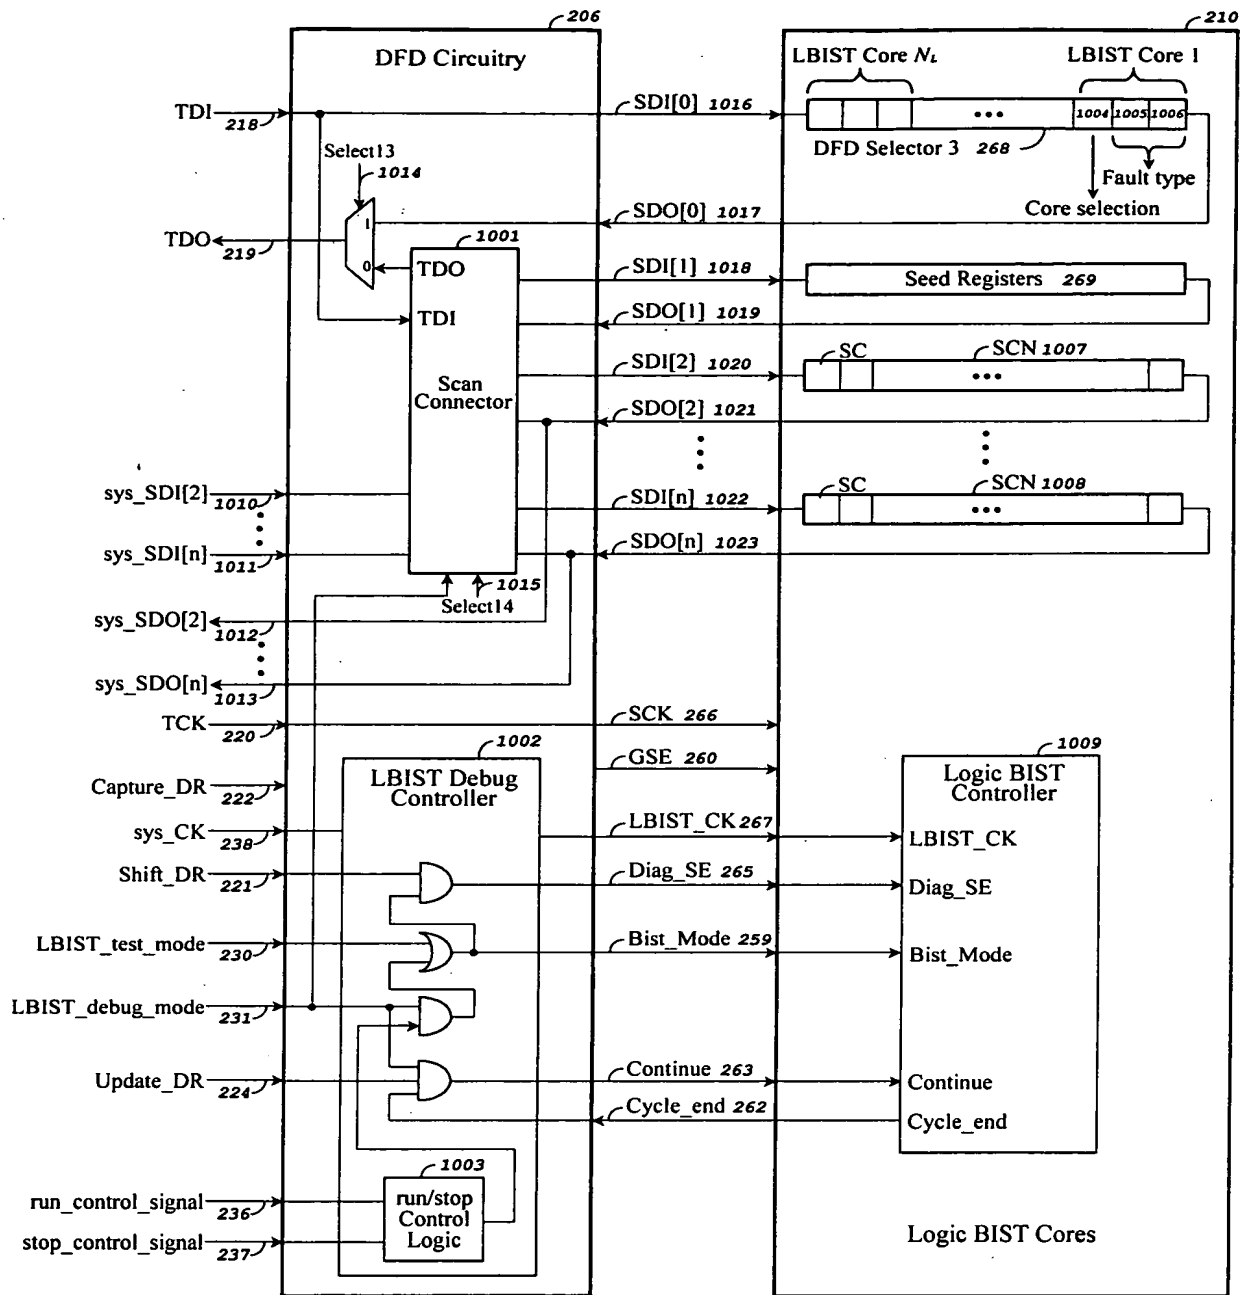 206
210
DFD Circuitry
LBIST Core N_L
LBIST Core 1
TDI
218
SDI[0] 1016
•••
1004 1005 1006
DFD Selector 3 268
Fault type
Core selection
Select13
1014
1
SDO[0] 1017
TDO
219
0
1001
TDO
TDI
Scan
Connector
SDI[1] 1018
Seed Registers 269
SDO[1] 1019
SDI[2] 1020
SC
SCN 1007
•••
SDO[2] 1021
sys_SDI[2]
1010
SDI[n] 1022
SC
SCN 1008
•••
sys_SDI[n]
1011
SDO[n] 1023
1015
Select14
sys_SDO[2]
1012
sys_SDO[n]
1013
TCK
220
SCK 266
1002
GSE 260
1009
LBIST Debug
Controller
Logic BIST
Controller
Capture_DR
222
sys_CK
238
LBIST_CK 267
LBIST_CK
Shift_DR
221
Diag_SE 265
Diag_SE
LBIST_test_mode
230
Bist_Mode 259
Bist_Mode
LBIST_debug_mode
231
Update_DR
224
Continue 263
Continue
Cycle_end 262
Cycle_end
1003
run/stop
Control
Logic
run_control_signal
236
stop_control_signal
237
Logic BIST Cores